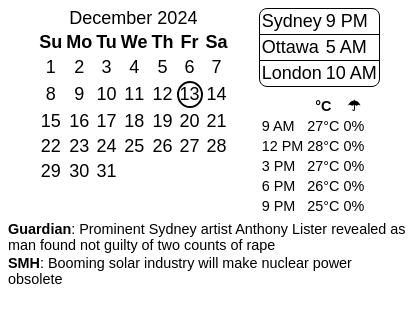 December 2024
Su Mo Tu We Th Fr Sa
1 2 3 4 5 6 7
8 9 10 11 12 13 14
15 16 17 18 19 20 21
22 23 24 25 26 27 28
29 30 31
Sydney 9 PM
Ottawa 5 AM
London 10 AM
°C ☂
9 AM 27°C 0%
12 PM 28°C 0%
3 PM 27°C 0%
6 PM 26°C 0%
9 PM 25°C 0%
Guardian: Prominent Sydney artist Anthony Lister revealed as
man found not guilty of two counts of rape
SMH: Booming solar industry will make nuclear power
obsolete